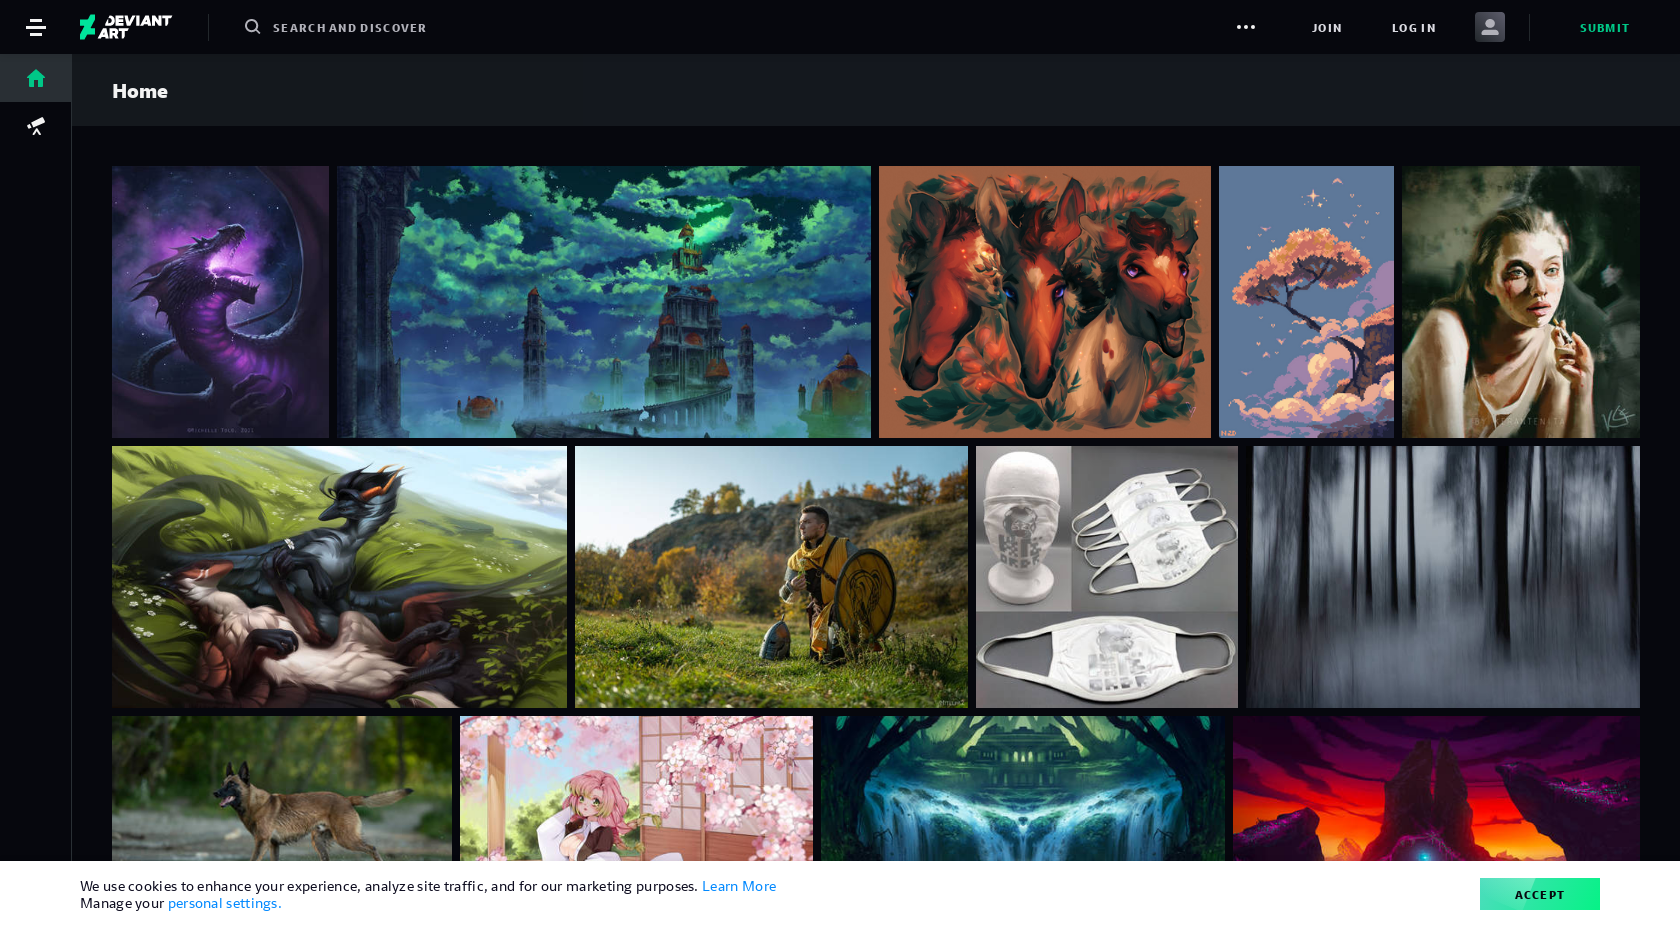 DEVIANT
ART
SEARCH AND DISCOVER
JOIN
LOG IN
SUBMIT
Home
We use cookies to enhance your experience, analyze site traffic, and for our marketing purposes. Learn More
Manage your personal settings.
ACCEPT